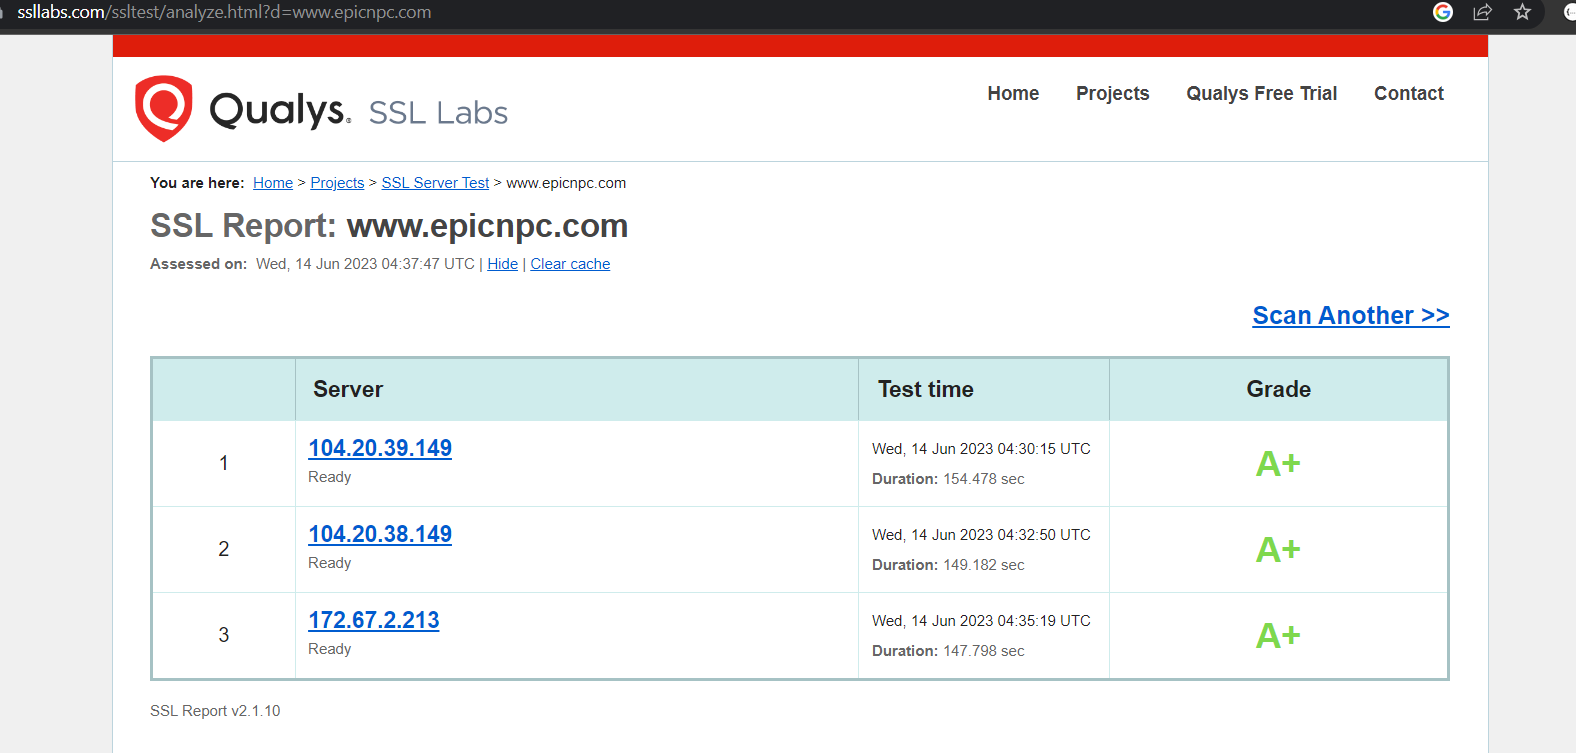 ssllabs.com/ssltest/analyze.html?d=www.epicnpc.com
Qualys. SSL Labs
Home Projects Qualys Free Trial Contact
You are here: Home > Projects > SSL Server Test > www.epicnpc.com
SSL Report: www.epicnpc.com
Assessed on: Wed, 14 Jun 2023 04:37:47 UTC | Hide | Clear cache
Scan Another >>
Server Test time Grade
1 104.20.39.149 Wed, 14 Jun 2023 04:30:15 UTC A+
Ready Duration: 154.478 sec
2 104.20.38.149 Wed, 14 Jun 2023 04:32:50 UTC A+
Ready Duration: 149.182 sec
3 172.67.2.213 Wed, 14 Jun 2023 04:35:19 UTC A+
Ready Duration: 147.798 sec
SSL Report v2.1.10